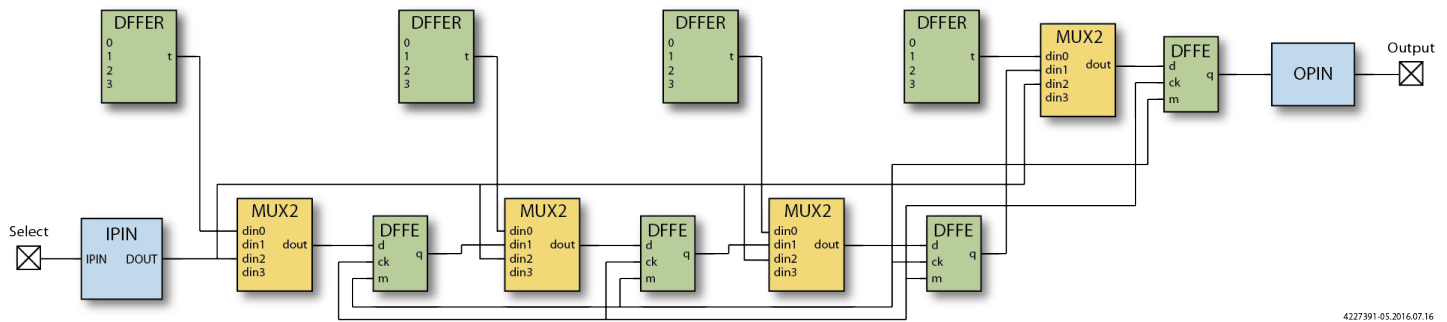 DFFER
0
1 t
2
3
DFFER
0
1 t
2
3
DFFER
0
1 t
2
3
DFFER
0
1 t
2
3
MUX2
din0
din1 dout
din2
din3
DFFE
d
ck q
m
OPIN
Output
Select
IPIN
IPIN DOUT
MUX2
din0
din1 dout
din2
din3
DFFE
d
ck q
m
MUX2
din0
din1 dout
din2
din3
DFFE
d
ck q
m
MUX2
din0
din1 dout
din2
din3
DFFE
d
ck q
m
4227391-05.2016.07.16